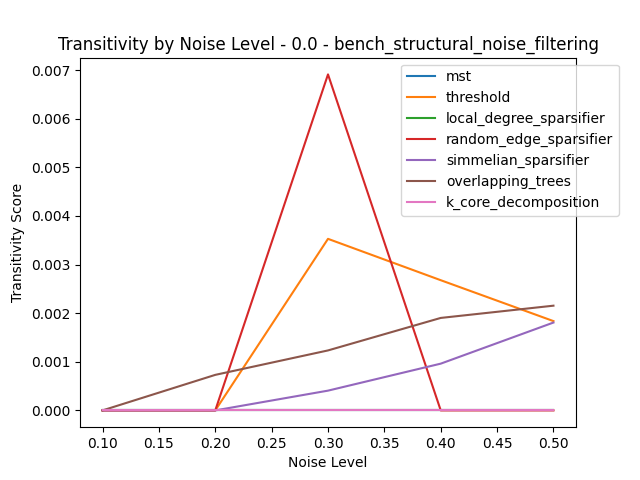 Transitivity by Noise Level - 0.0 - bench_structural_noise_filtering
mst
threshold
local_degree_sparsifier
random_edge_sparsifier
simmelian_sparsifier
overlapping_trees
k_core_decomposition
Transitivity Score
0.007
0.006
0.005
0.004
0.003
0.002
0.001
0.000
0.10 0.15 0.20 0.25 0.30 0.35 0.40 0.45 0.50
Noise Level